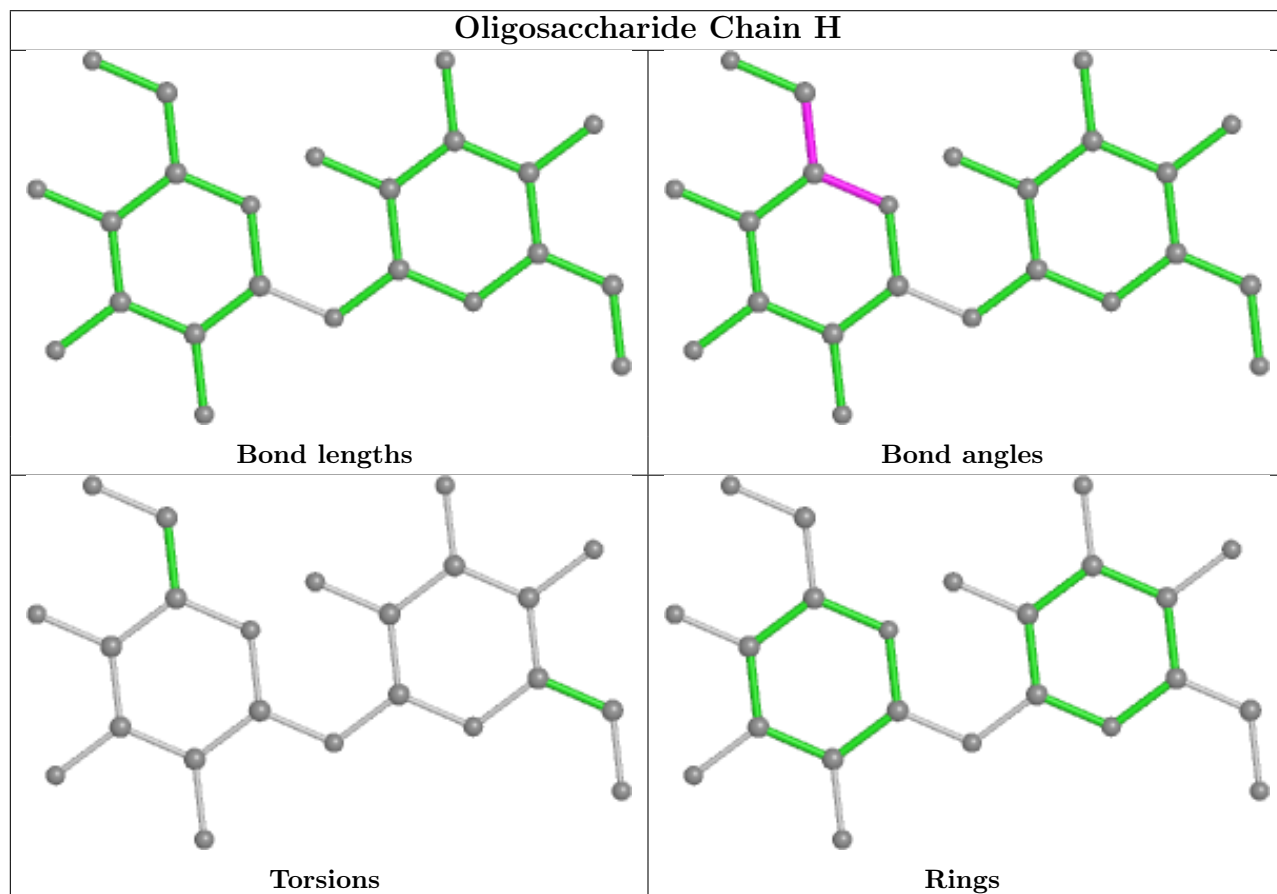 Oligosaccharide Chain H
Bond lengths
Bond angles
Torsions
Rings